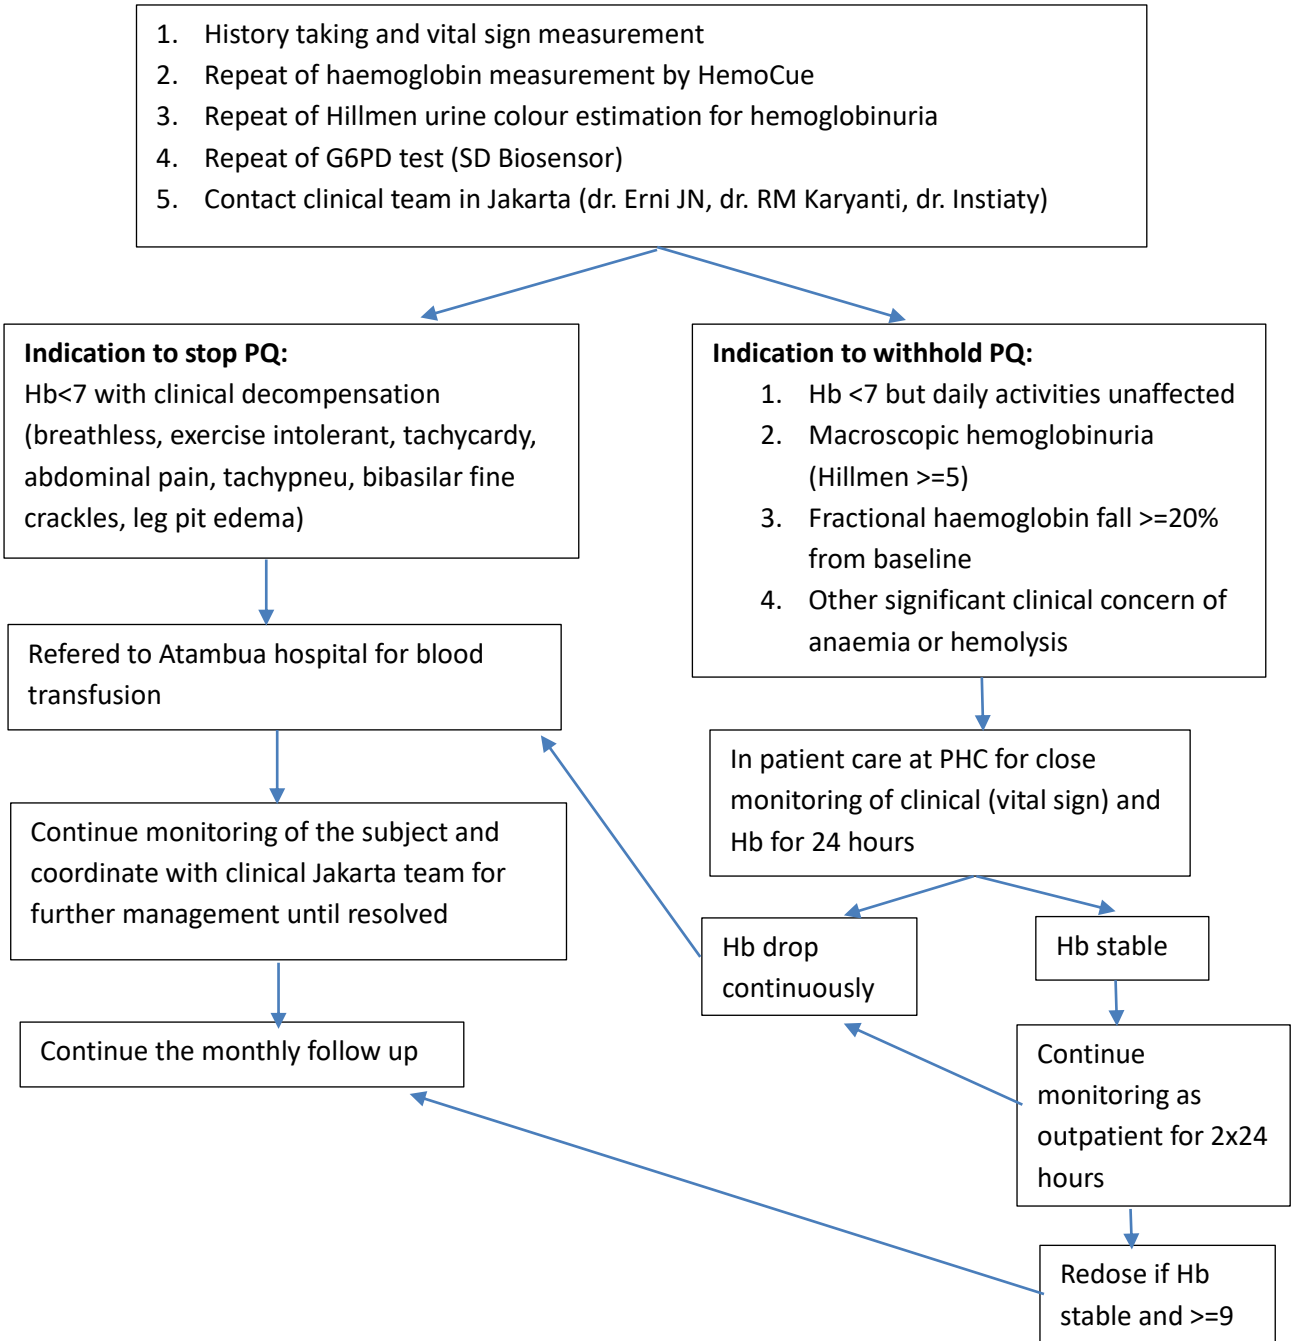 1. History taking and vital sign measurement
2. Repeat of haemoglobin measurement by HemoCue
3. Repeat of Hillmen urine colour estimation for hemoglobinuria
4. Repeat of G6PD test (SD Biosensor)
5. Contact clinical team in Jakarta (dr. Erni JN, dr. RM Karyanti, dr. Instiaty)
Indication to stop PQ:
Hb<7 with clinical decompensation
(breathless, exercise intolerant, tachycardy,
abdominal pain, tachypneu, bibasilar fine
crackles, leg pit edema)
Indication to withhold PQ:
1. Hb <7 but daily activities unaffected
2. Macroscopic hemoglobinuria
(Hillmen >=5)
3. Fractional haemoglobin fall >=20%
from baseline
4. Other significant clinical concern of
anaemia or hemolysis
Refered to Atambua hospital for blood
transfusion
In patient care at PHC for close
monitoring of clinical (vital sign) and
Hb for 24 hours
Continue monitoring of the subject and
coordinate with clinical Jakarta team for
further management until resolved
Hb drop
continuously
Hb stable
Continue the monthly follow up
Continue
monitoring as
outpatient for 2x24
hours
Redose if Hb
stable and >=9